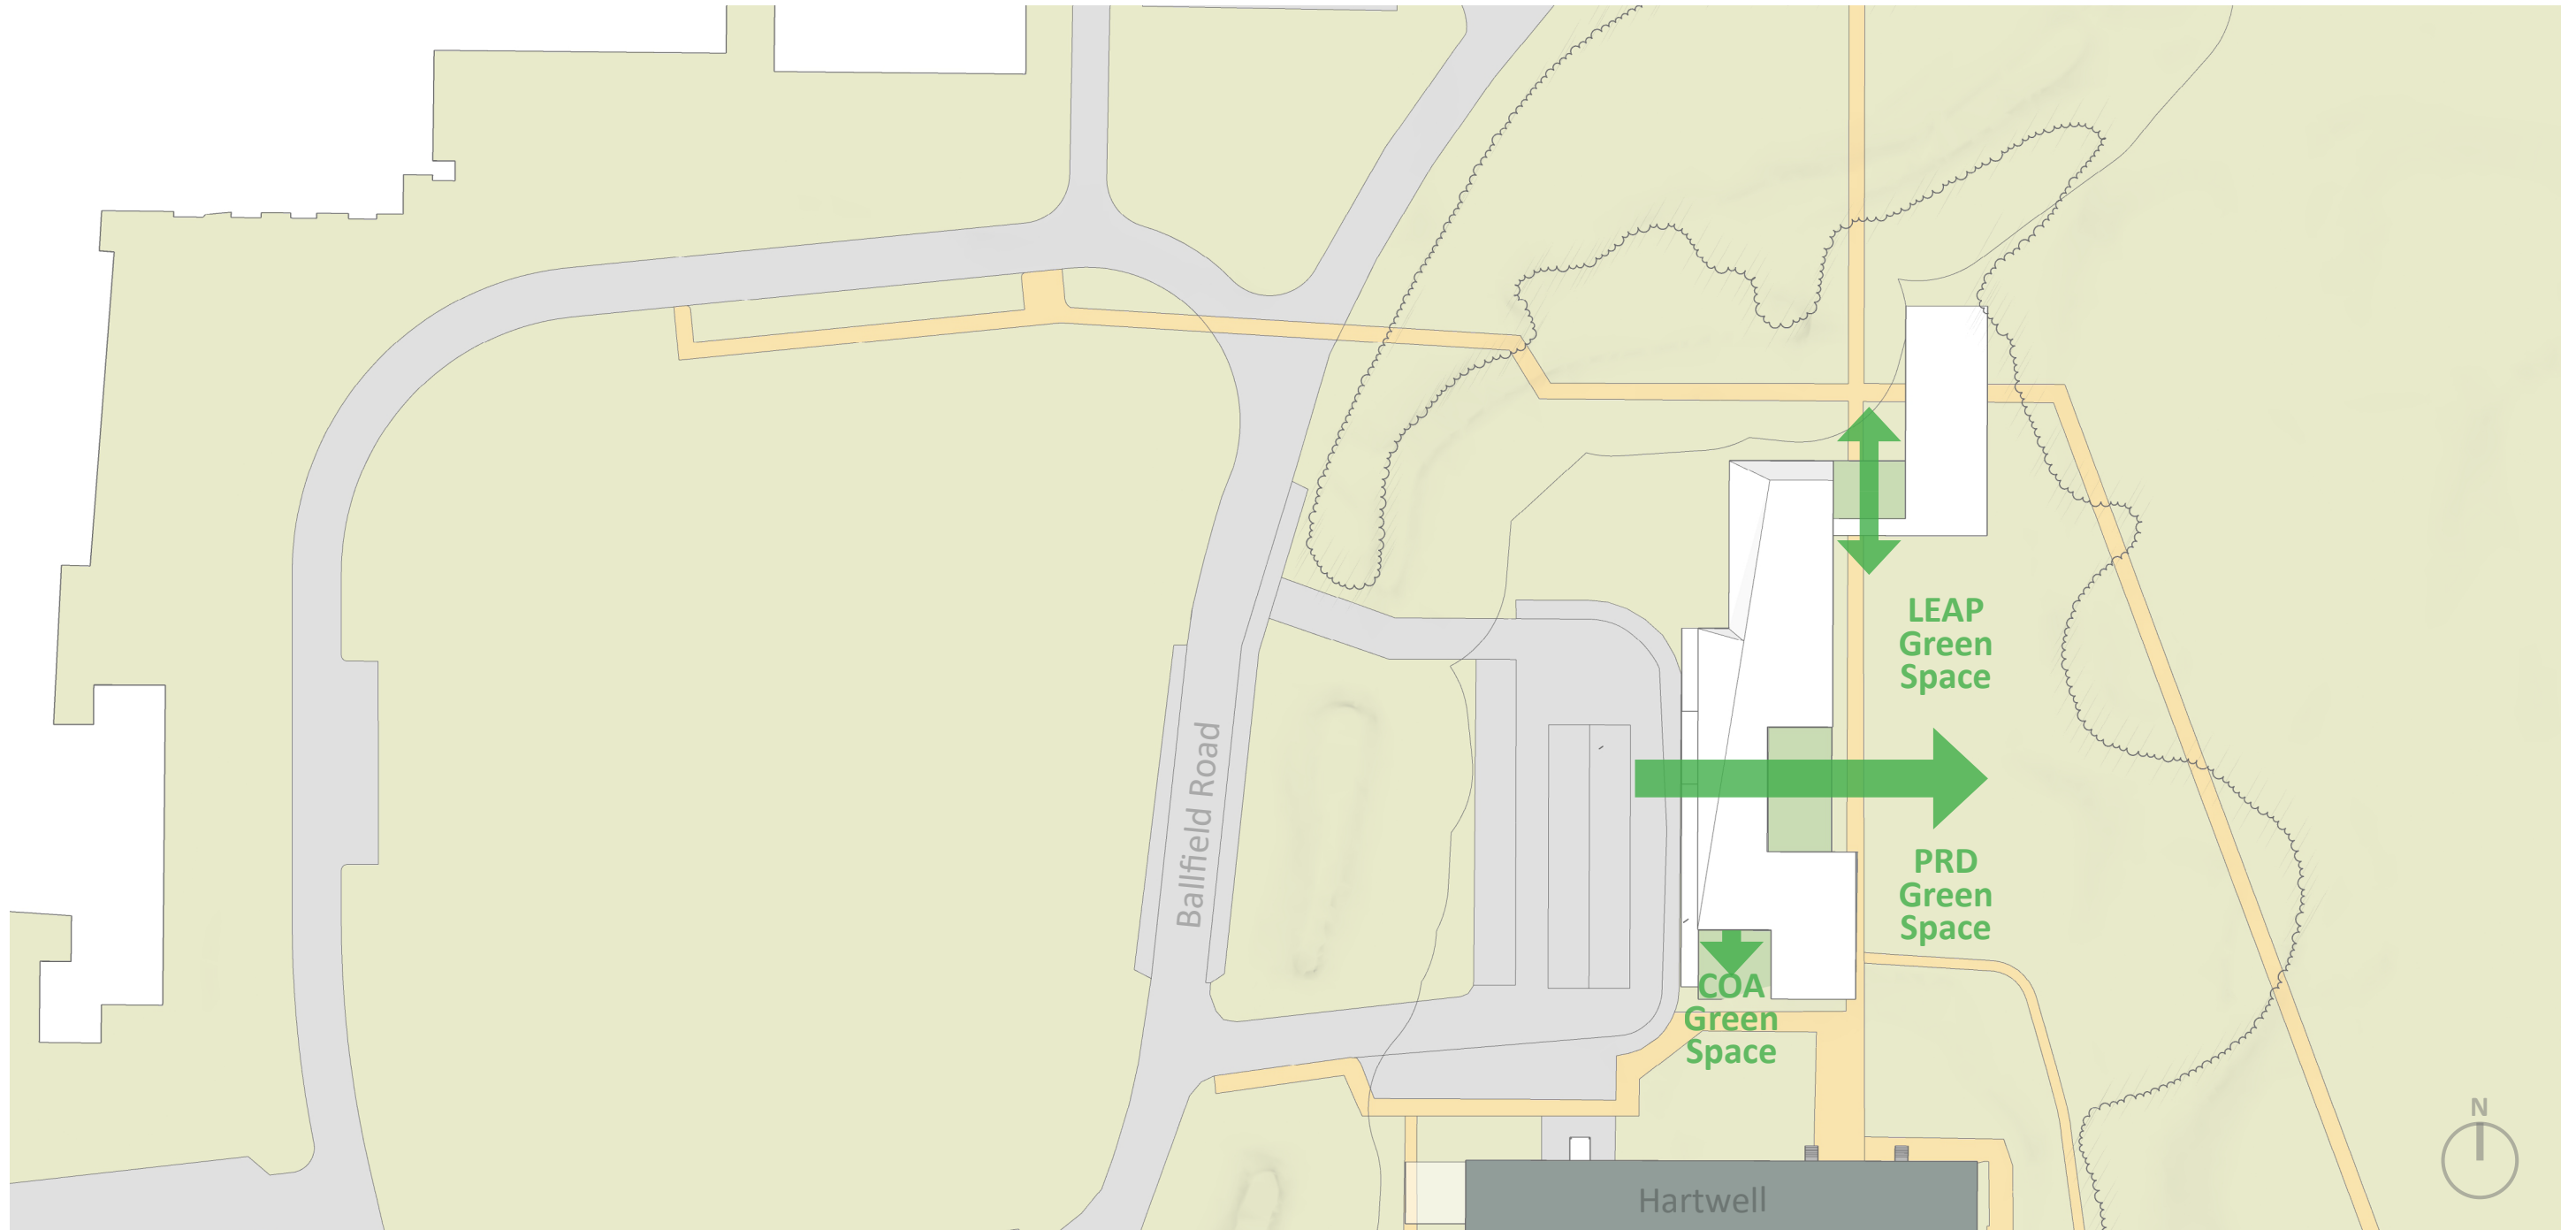 LEAP
Green
Space
Ballfield Road
PRD
Green
Space
COA
Green
Space
N
Hartwell